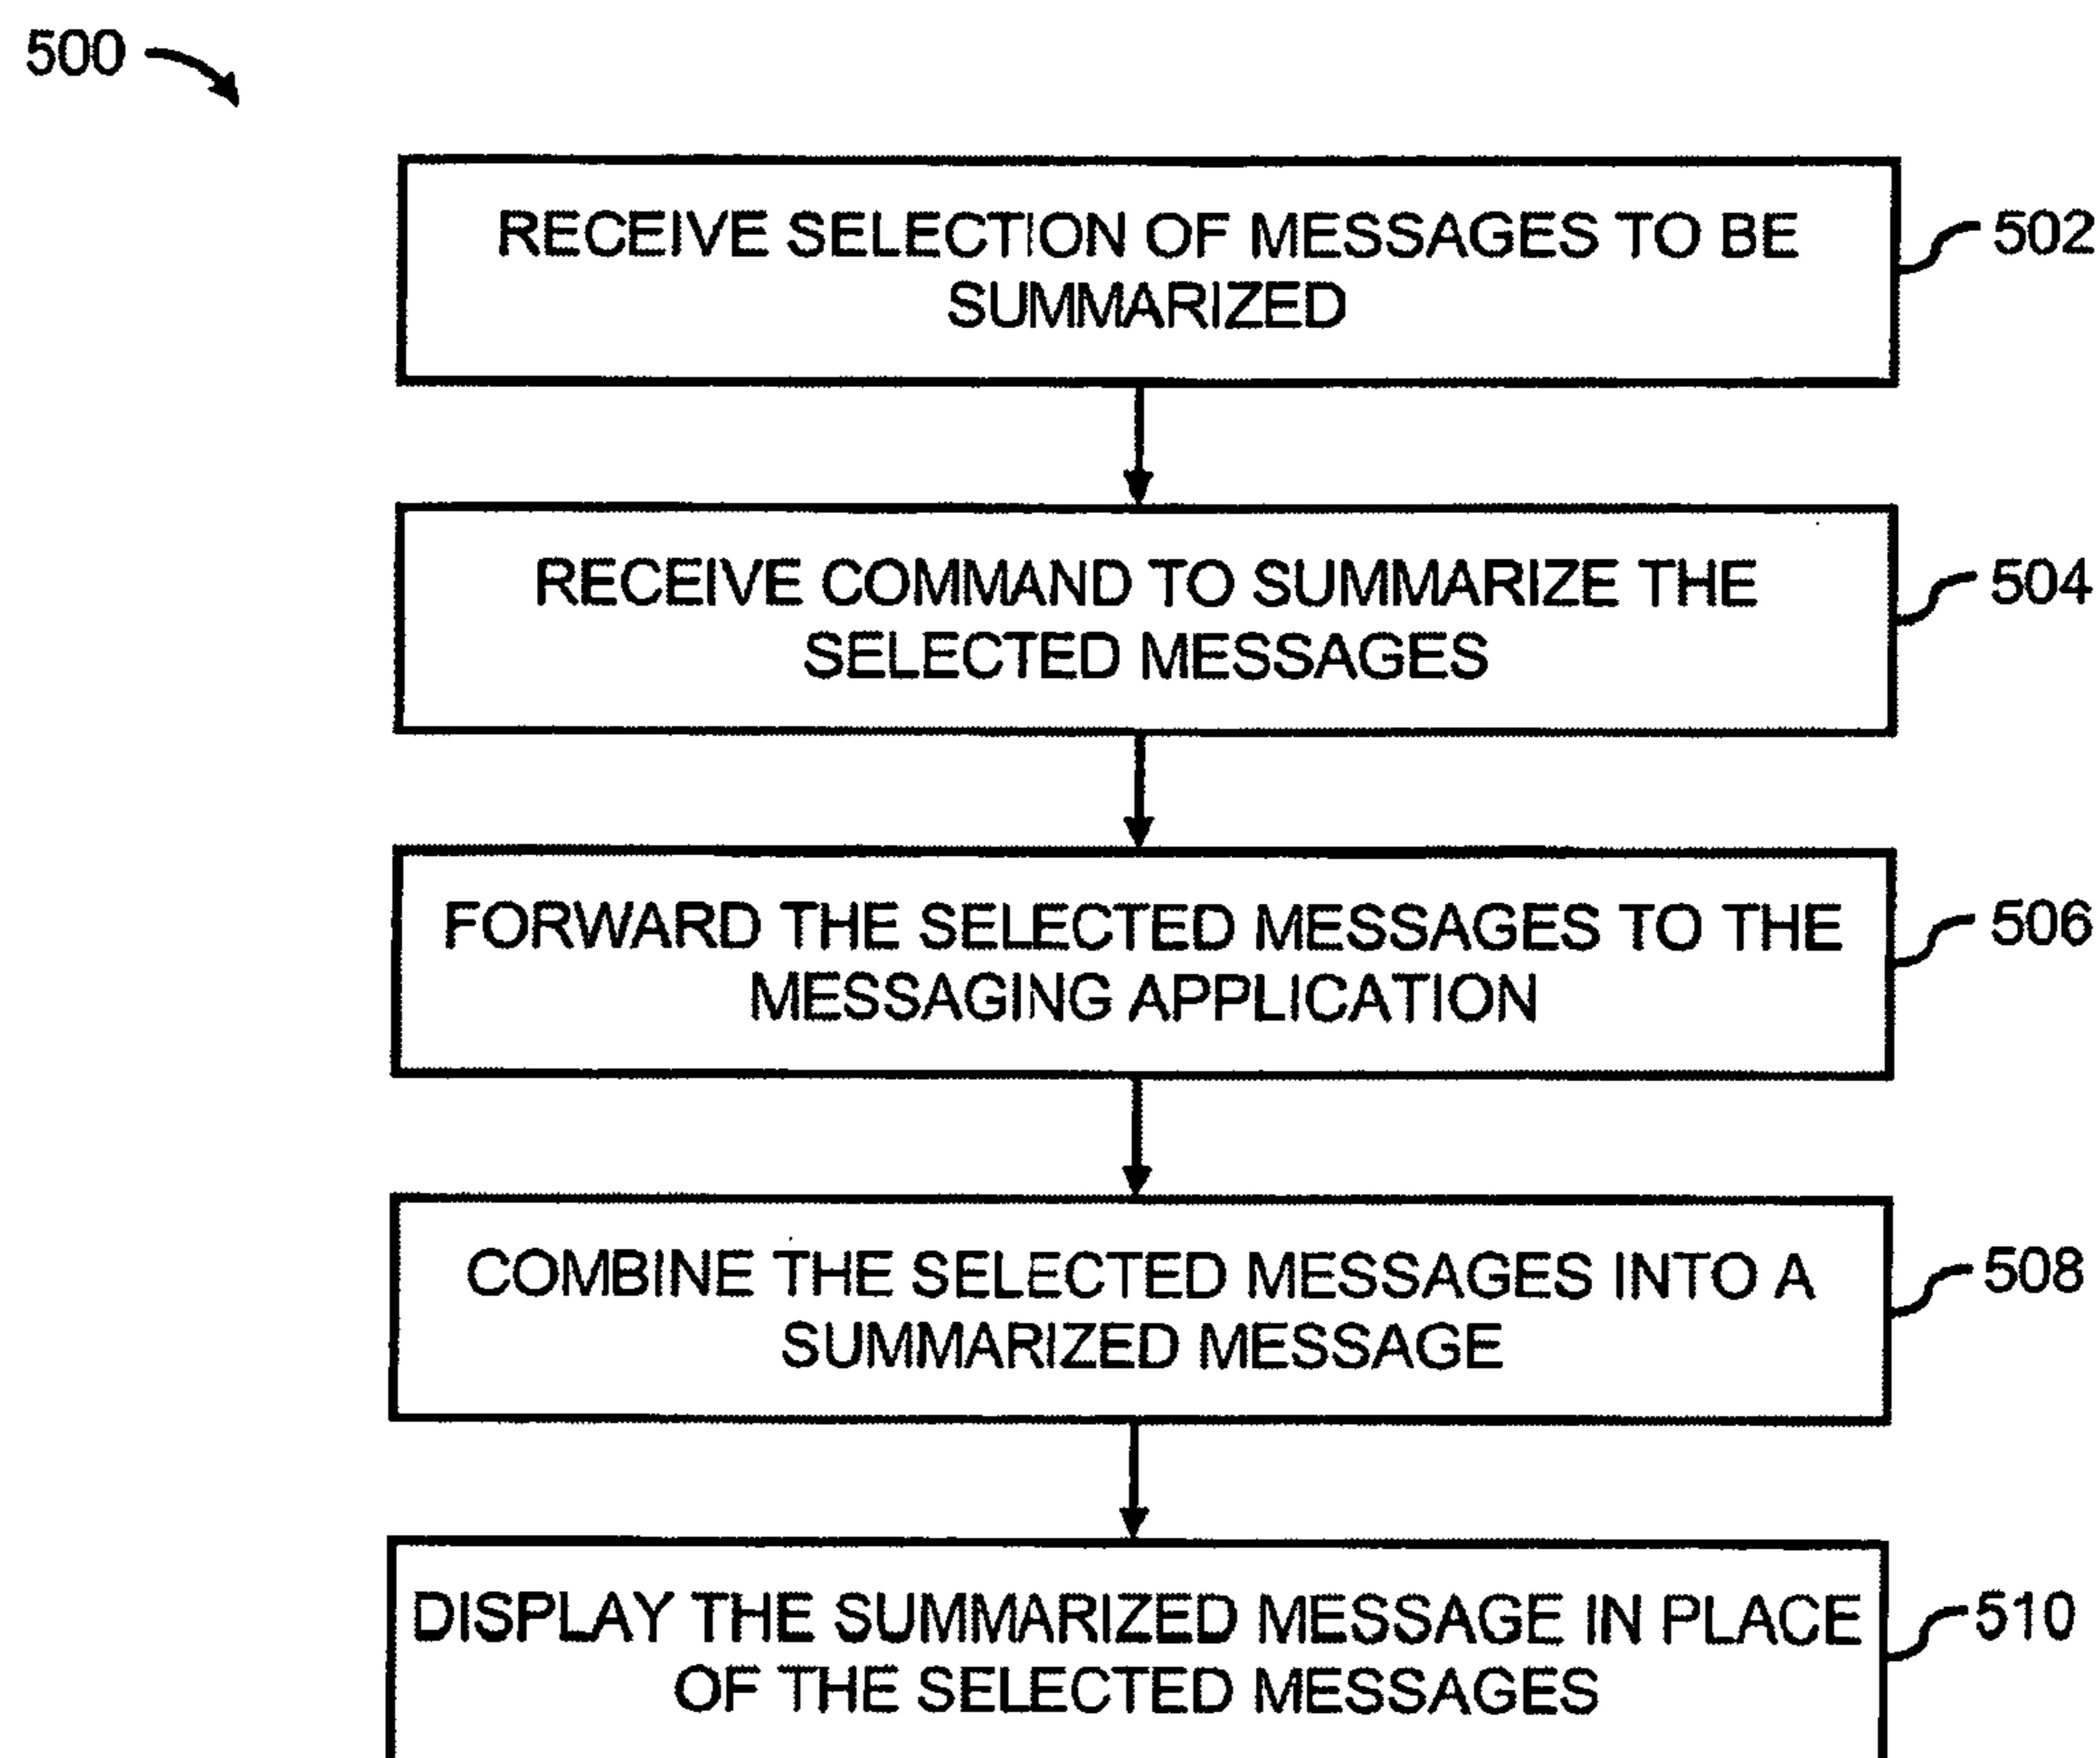 500
RECEIVE SELECTION OF MESSAGES TO BE
SUMMARIZED
502
RECEIVE COMMAND TO SUMMARIZE THE
SELECTED MESSAGES
504
FORWARD THE SELECTED MESSAGES TO THE
MESSAGING APPLICATION
506
COMBINE THE SELECTED MESSAGES INTO A
SUMMARIZED MESSAGE
508
DISPLAY THE SUMMARIZED MESSAGE IN PLACE
OF THE SELECTED MESSAGES
510